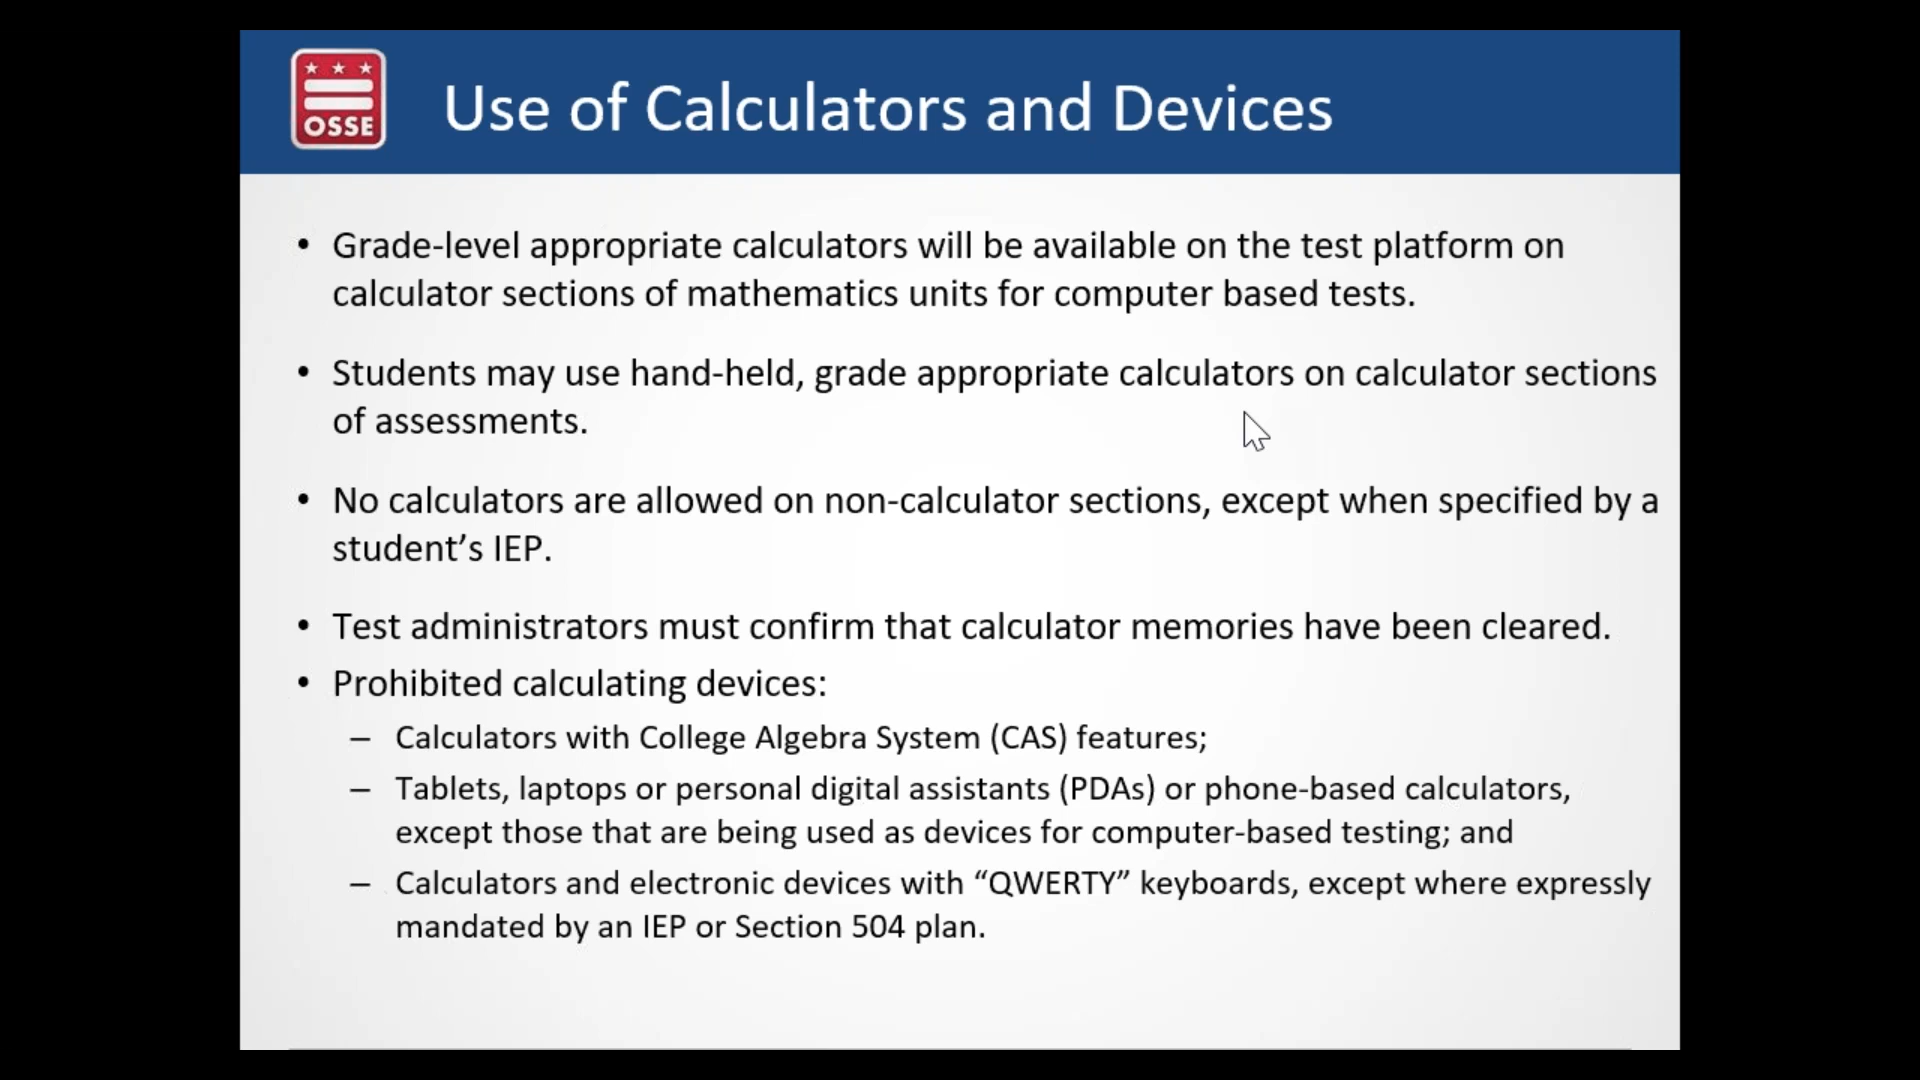 OSSE
Use of Calculators and Devices
• Grade-level appropriate calculators will be available on the test platform on
calculator sections of mathematics units for computer based tests.
• Students may use hand-held, grade appropriate calculators on calculator sections
of assessments.
• No calculators are allowed on non-calculator sections, except when specified by a
student’s IEP.
• Test administrators must confirm that calculator memories have been cleared.
• Prohibited calculating devices:
– Calculators with College Algebra System (CAS) features;
– Tablets, laptops or personal digital assistants (PDAs) or phone-based calculators,
except those that are being used as devices for computer-based testing; and
– Calculators and electronic devices with “QWERTY” keyboards, except where expressly
mandated by an IEP or Section 504 plan.